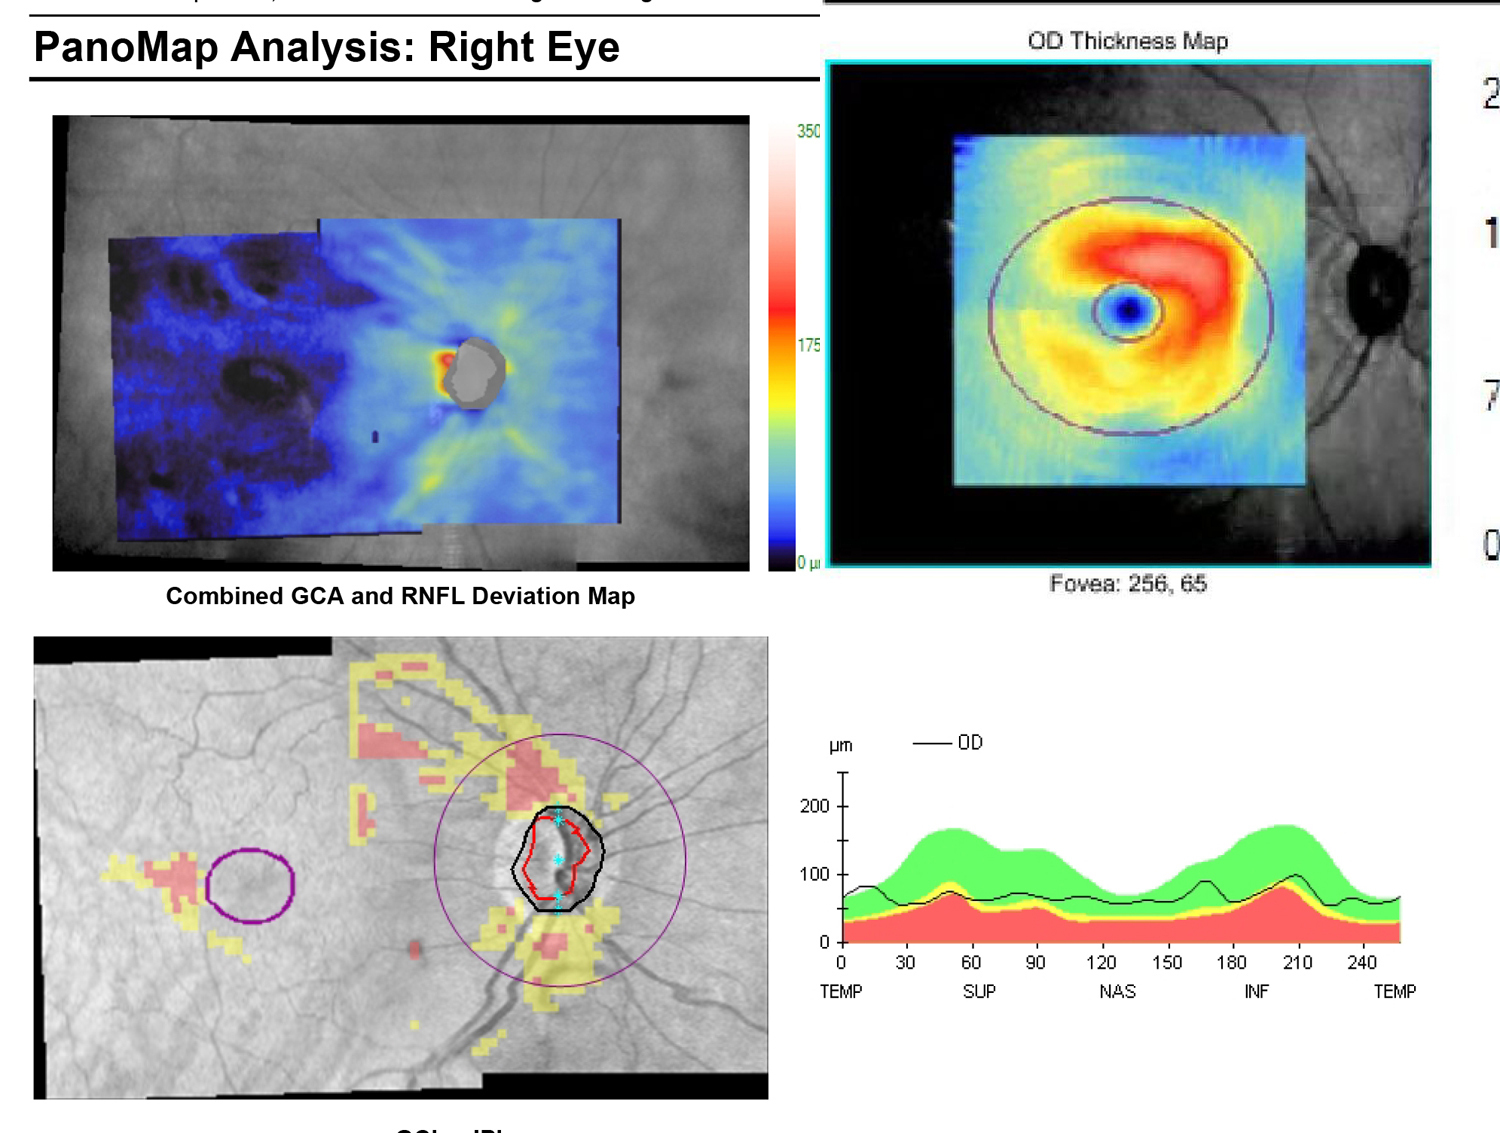 PanoMap Analysis: Right Eye
OD Thickness Map
350
175
0 µ
2
1
7
0
Fovea: 256, 65
Combined GCA and RNFL Deviation Map
µm
OD
200
100
0
0 30 60 90 120 150 180 210 240
TEMP SUP NAS INF TEMP